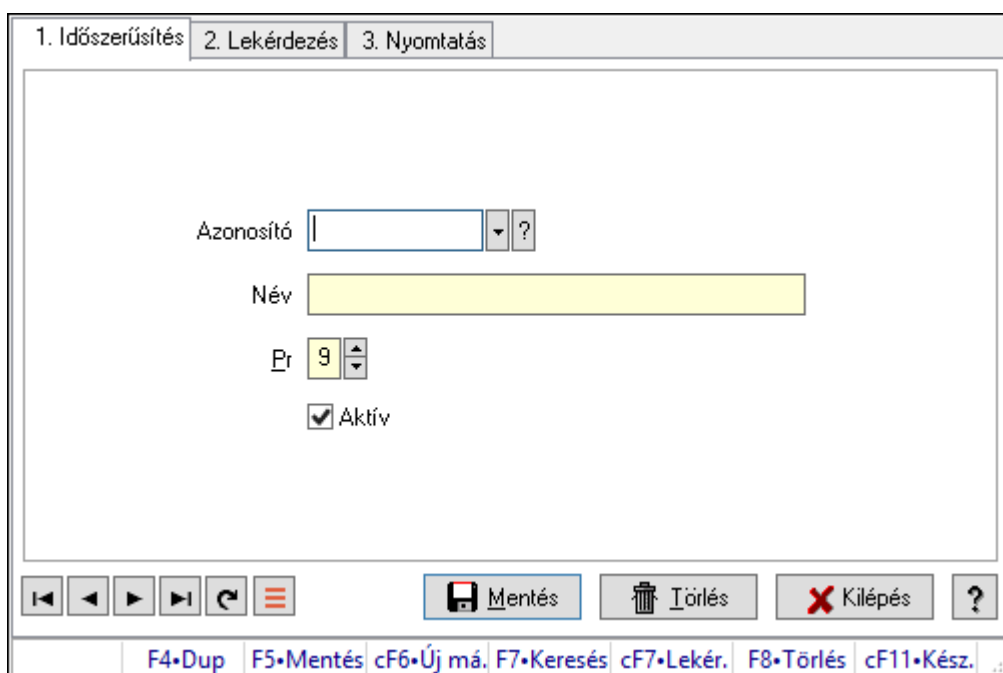 1. Időszerűsítés 2. Lekérdezés 3. Nyomtatás
Azonosító ?
Név
Pr 9
Aktív
Mentés Törlés Kilépés ?
F4•Dup F5•Mentés cF6•Új má. F7•Keresés cF7•Lekér. F8•Törlés cF11•Kész.